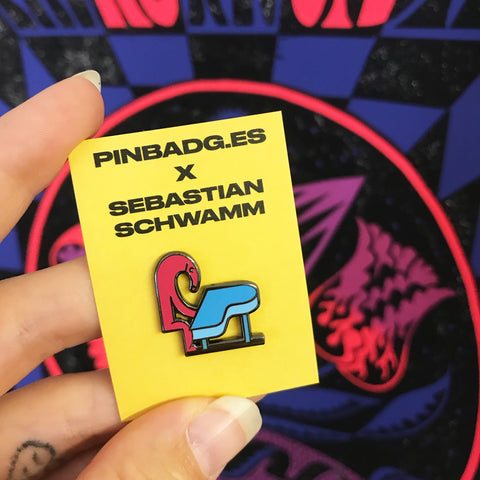 PINBADG.ES
X
SEBASTIAN
SCHWAMM